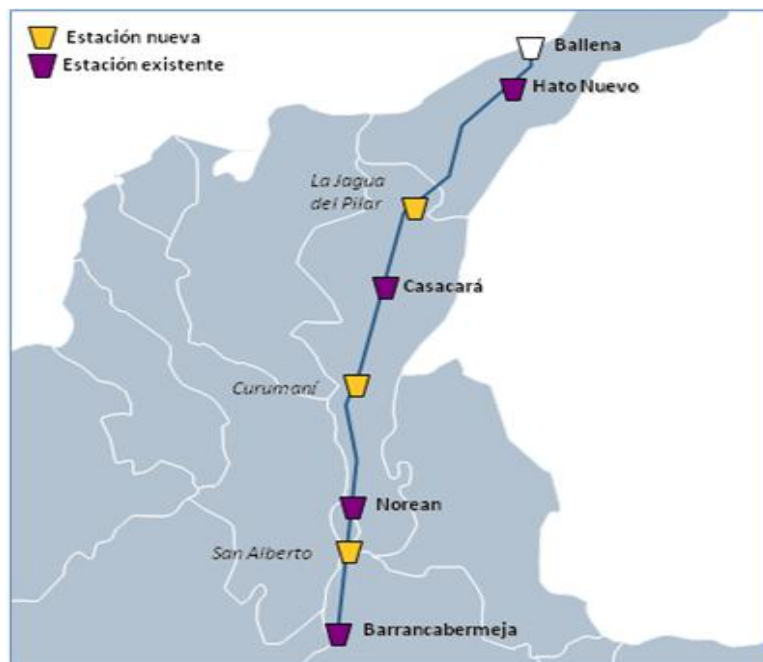 Estación nueva
Estación existente
Ballena
Hato Nuevo
La Jagua
del Pilar
Casacará
Curumaní
Norean
San Alberto
Barrancabermeja